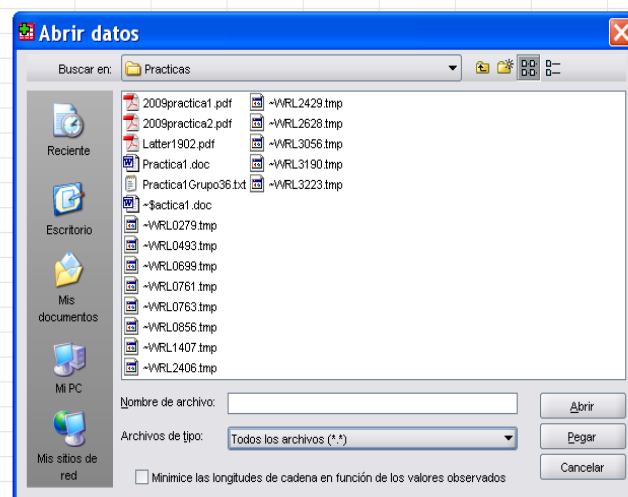 Abrir datos
Buscar en: Practicas
Reciente
Escritorio
Mis
documentos
Mi PC
Mis sitios de
red
2009practica1.pdf
2009practica2.pdf
Latter1902.pdf
Practica1.doc
Practica1Grupo36.txt
~$actica1.doc
~WRL0279.tmp
~WRL0493.tmp
~WRL0699.tmp
~WRL0761.tmp
~WRL0763.tmp
~WRL0856.tmp
~WRL1407.tmp
~WRL2406.tmp
~WRL2429.tmp
~WRL2628.tmp
~WRL3056.tmp
~WRL3190.tmp
~WRL3223.tmp
Nombre de archivo:
Abrir
Archivos de tipo: Todos los archivos (*.*)
Pegar
Cancelar
Minimice las longitudes de cadena en función de los valores observados